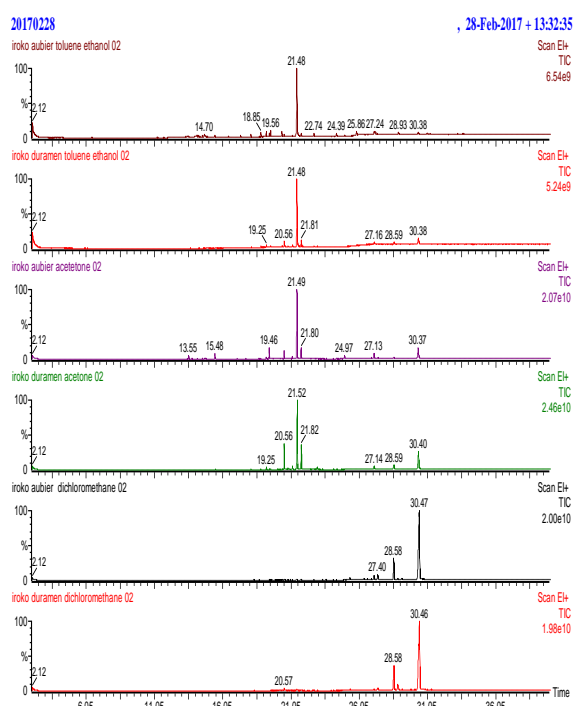 20170228 , 28-Feb-2017 + 13:32:35
iroko aubier toluene ethanol 02 Scan EI+
TIC
6.54e9
100
%
0
2.12 14.70 18.85 19.56 21.48 22.74 24.39 25.86 27.24 28.93 30.38
iroko duramen toluene ethanol 02 Scan EI+
TIC
5.24e9
100
%
0
2.12 19.25 20.56 21.48 21.81 27.16 28.59 30.38
iroko aubier acetetone 02 Scan EI+
TIC
2.07e10
100
%
0
2.12 13.55 15.48 19.46 21.49 21.80 24.97 27.13 30.37
iroko duramen acetone 02 Scan EI+
TIC
2.46e10
100
%
0
2.12 19.25 20.56 21.52 21.82 27.14 28.59 30.40
iroko aubier dichloromethane 02 Scan EI+
TIC
2.00e10
100
%
0
2.12 27.40 28.58 30.47
iroko duramen dichloromethane 02 Scan EI+
TIC
1.98e10
100
%
0
2.12 20.57 28.58 30.46
Time